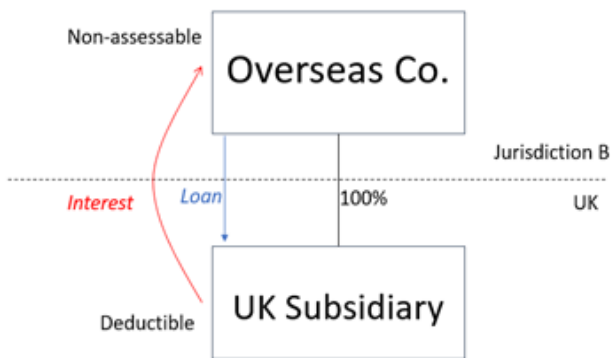 Non-assessable
Overseas Co.
Jurisdiction B
Interest
Loan
100%
UK
UK Subsidiary
Deductible